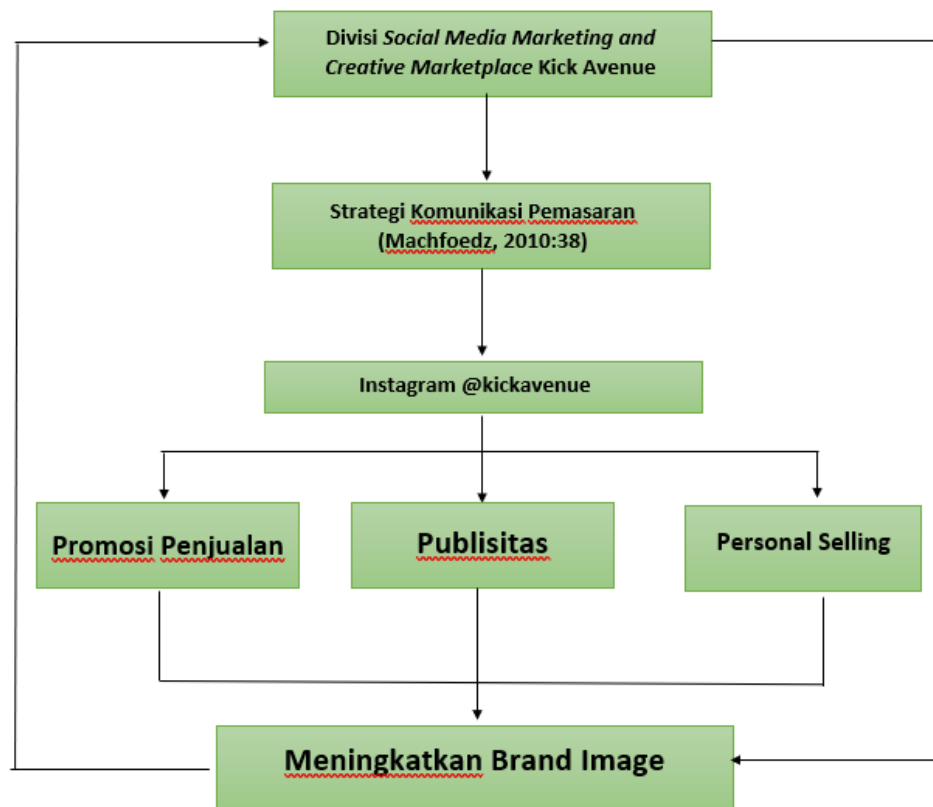 Divisi Social Media Marketing and
Creative Marketplace Kick Avenue
Strategi Komunikasi Pemasaran
(Machfoedz, 2010:38)
Instagram @kickavenue
Promosi Penjualan
Publisitas
Personal Selling
Meningkatkan Brand Image